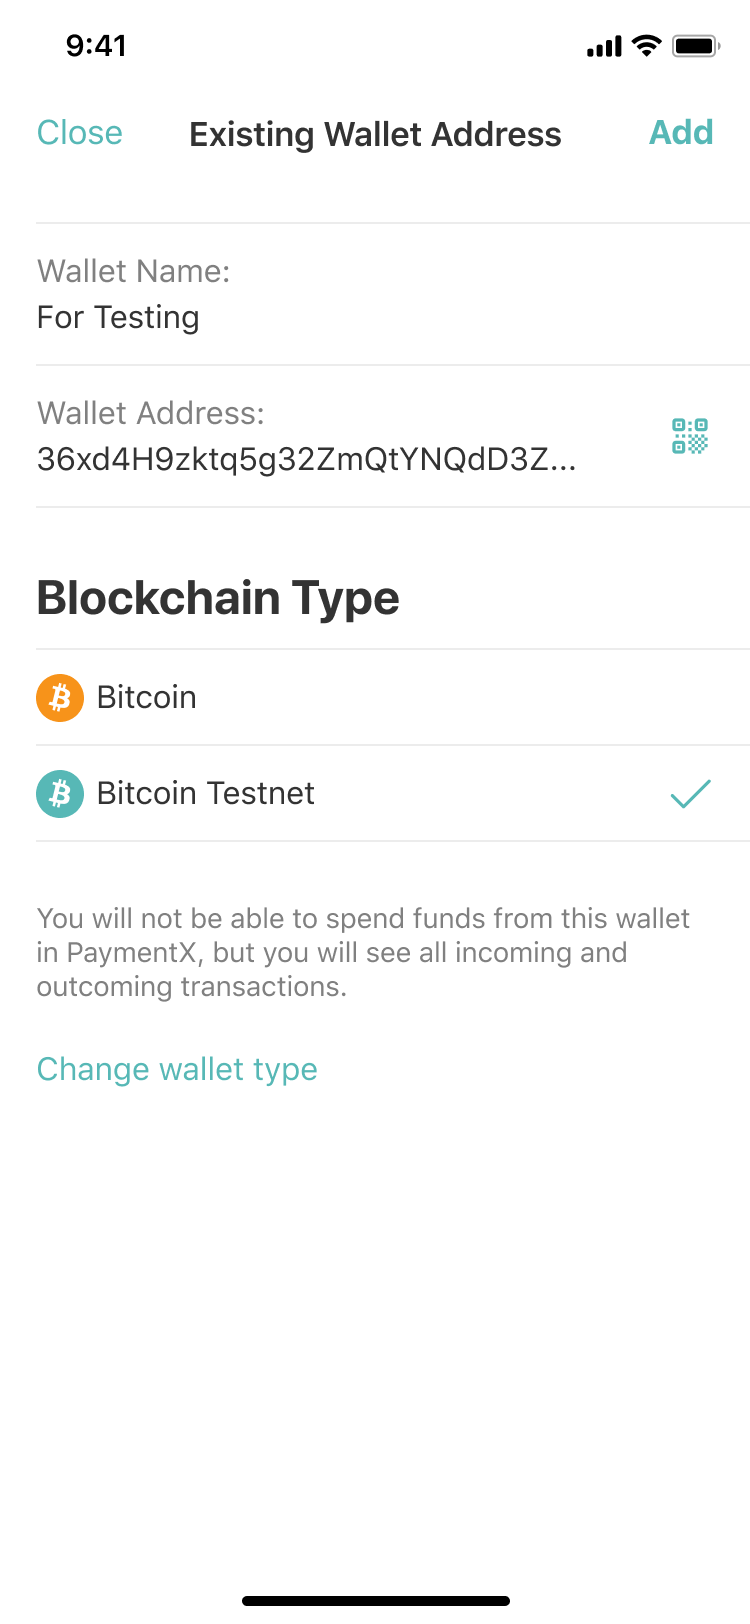 9:41
Close Existing Wallet Address Add
Wallet Name:
For Testing
Wallet Address:
36xd4H9zktq5g32ZmQtYNQdD3Z...
Blockchain Type
Bitcoin
Bitcoin Testnet
You will not be able to spend funds from this wallet
in PaymentX, but you will see all incoming and
outcoming transactions.
Change wallet type